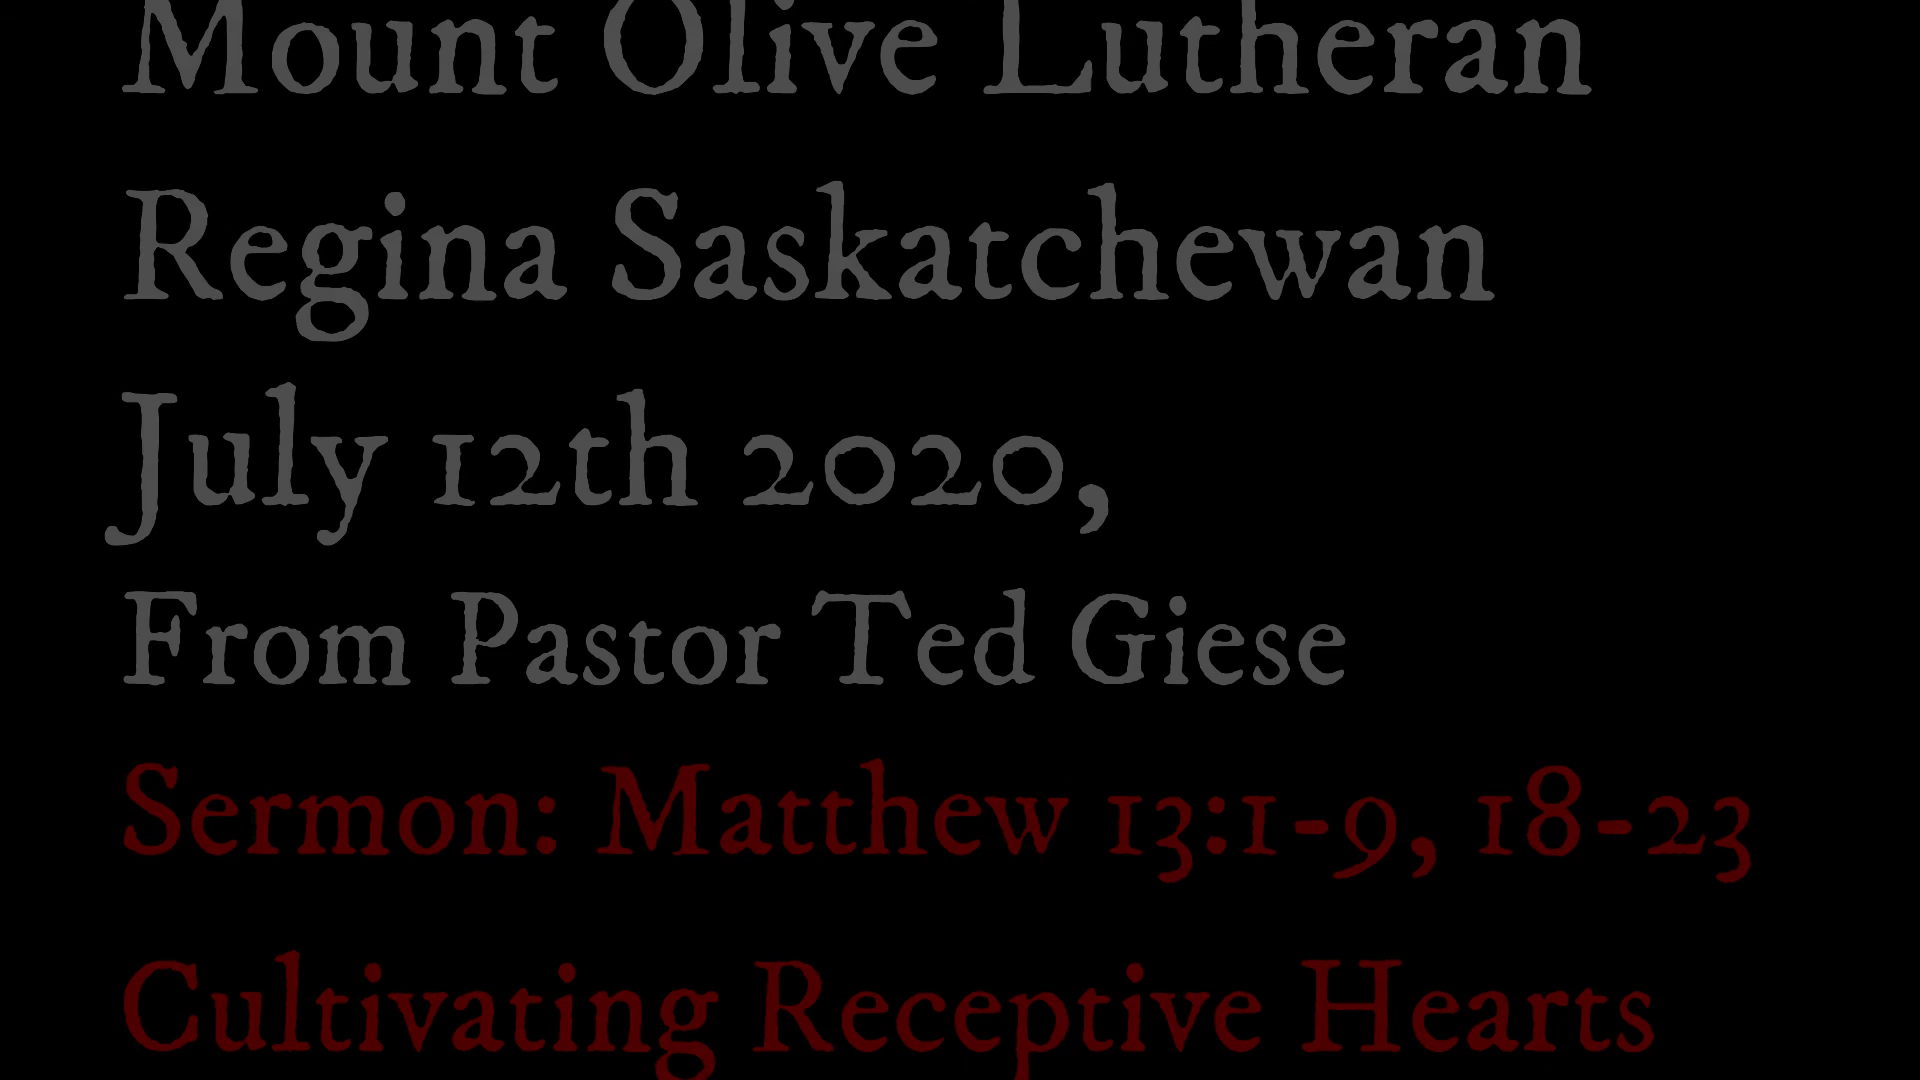 Mount Olive Lutheran
Regina Saskatchewan
July 12th 2020,
From Pastor Ted Giese
Sermon: Matthew 13:1-9, 18-23
Cultivating Receptive Hearts